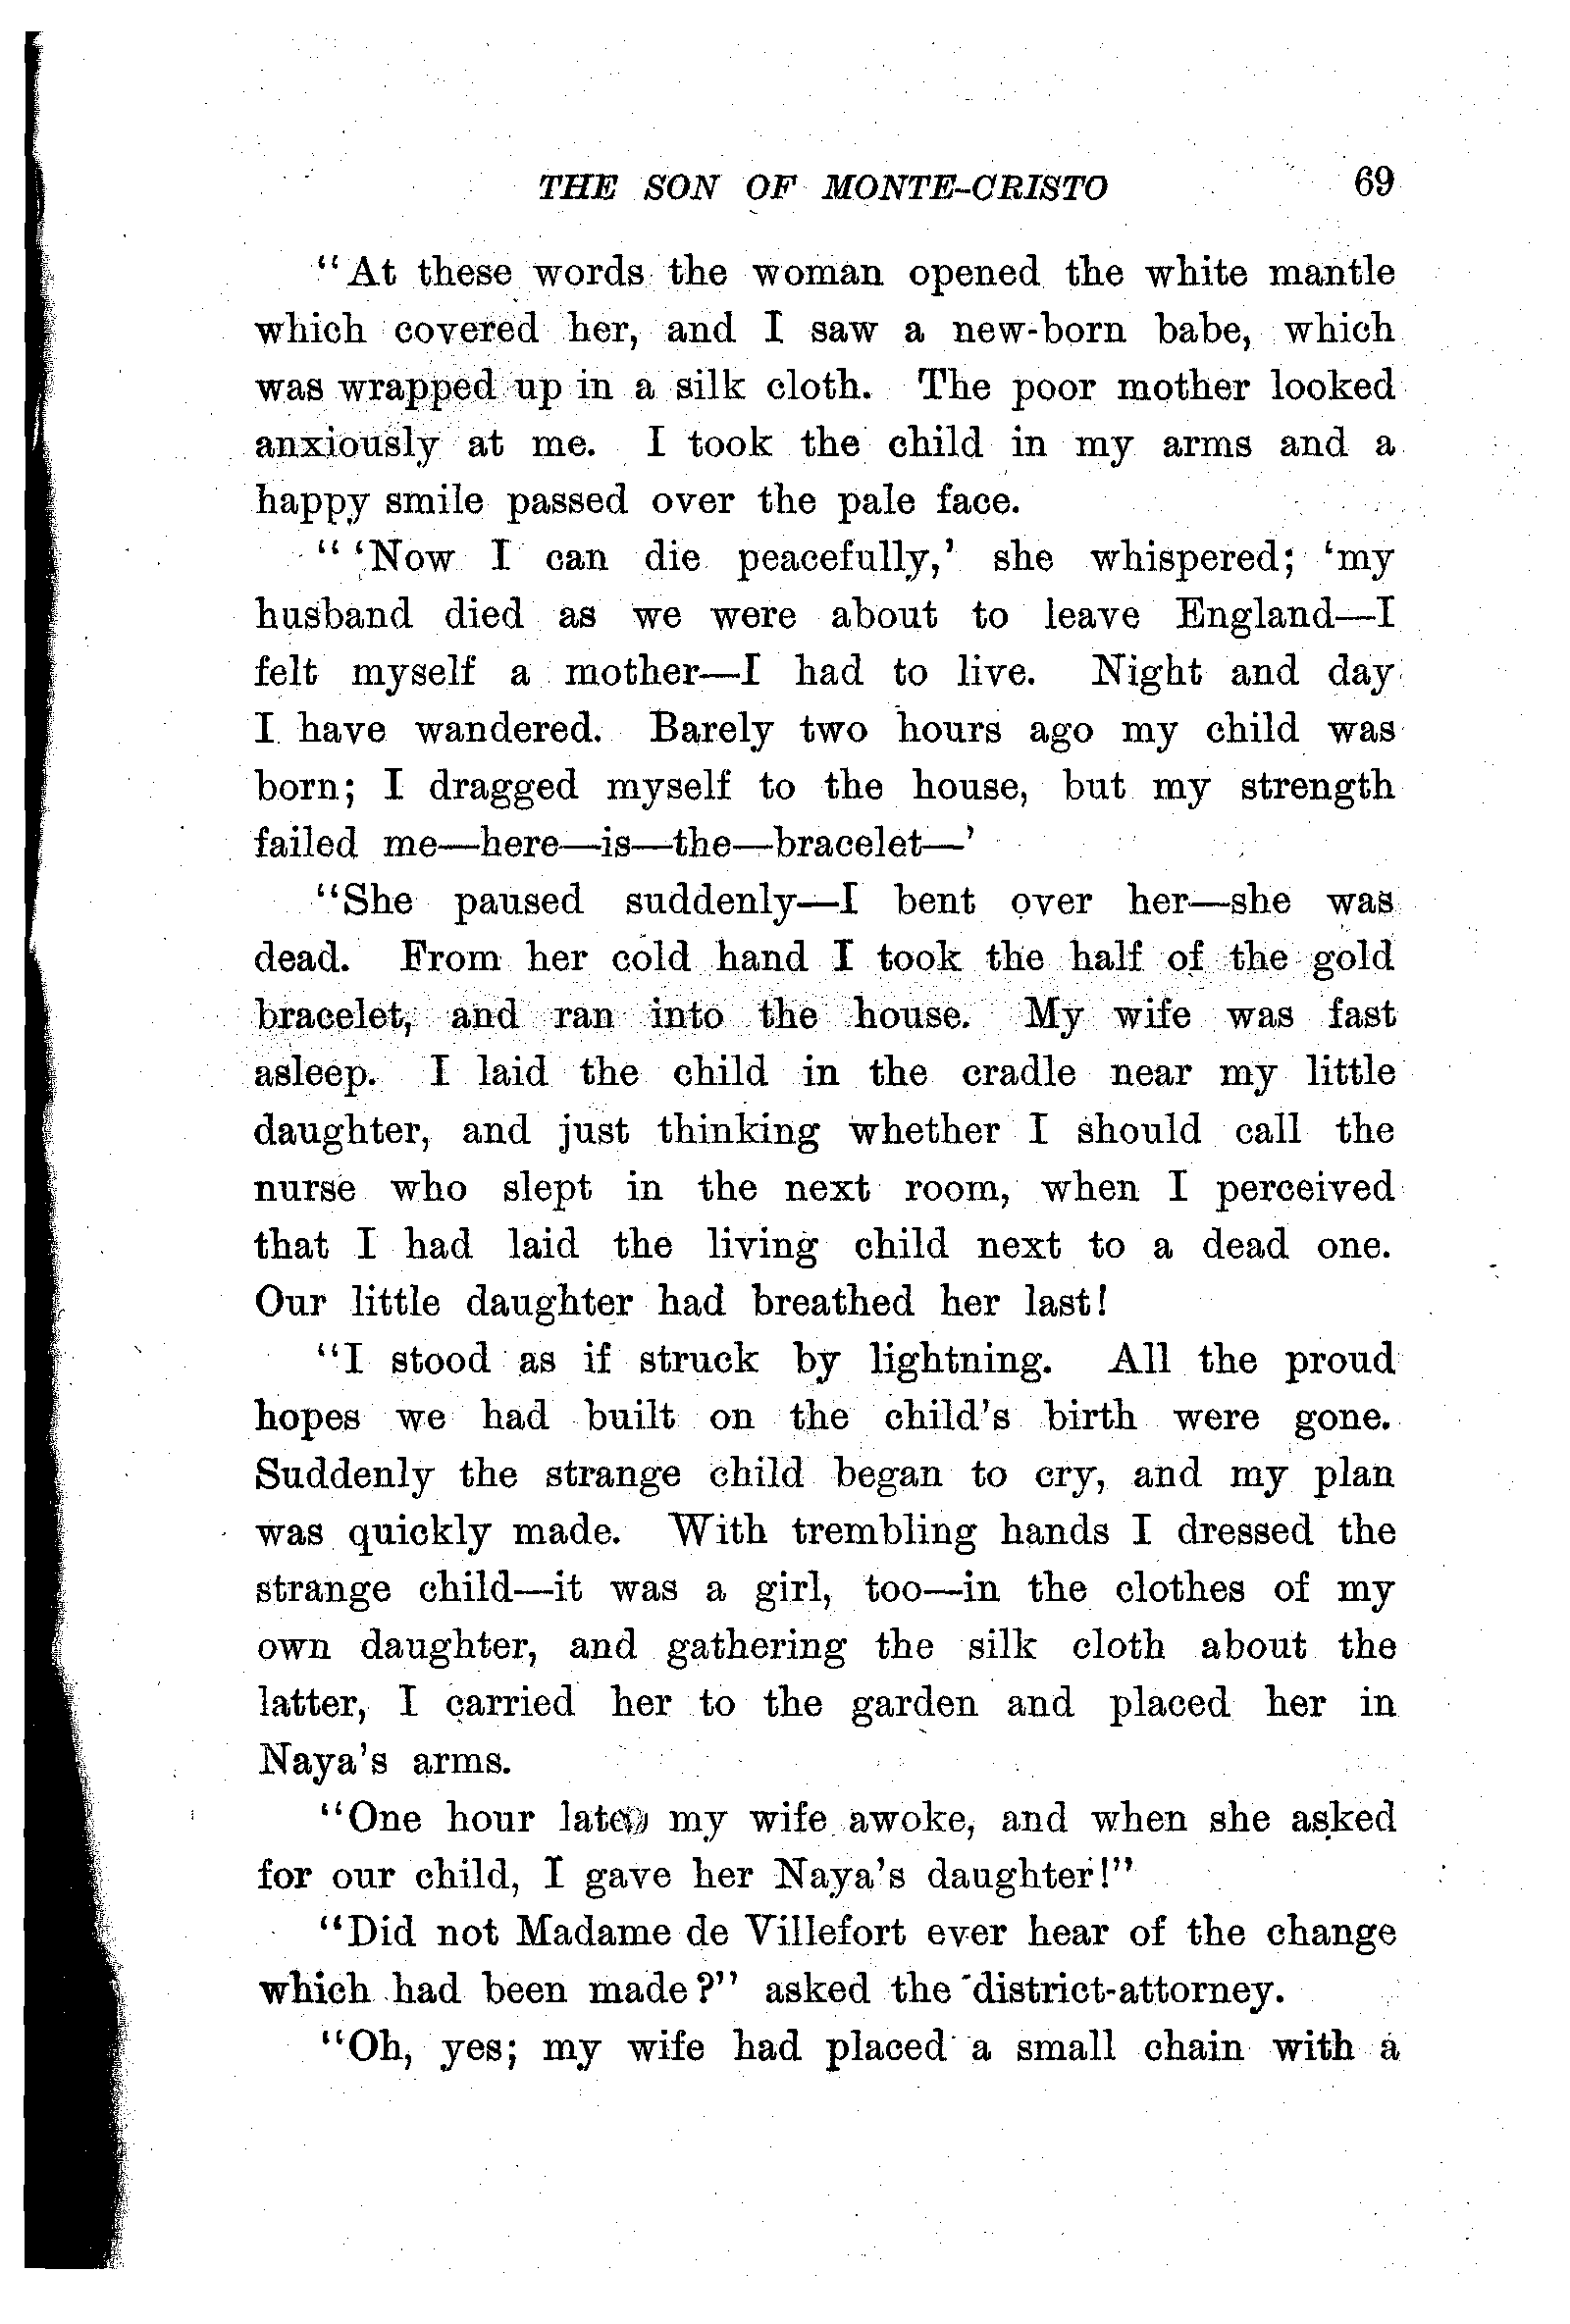 THE SON OF MONTE-CRISTO 69
"At these words the woman opened the white mantle
which covered her, and I saw a new-born babe, which
was wrapped up in a silk cloth. The poor mother looked
anxiously at me. I took the child in my arms and a
happy smile passed over the pale face.
"'Now I can die peacefully,' she whispered; 'my
husband died as we were about to leave England—I
felt myself a mother—I had to live. Night and day
I have wandered. Barely two hours ago my child was
born; I dragged myself to the house, but my strength
failed me—here—is—the—bracelet—'
"She paused suddenly—I bent over her—she was
dead. From her cold hand I took the half of the gold
bracelet, and ran into the house. My wife was fast
asleep. I laid the child in the cradle near my little
daughter, and just thinking whether I should call the
nurse who slept in the next room, when I perceived
that I had laid the living child next to a dead one.
Our little daughter had breathed her last!
"I stood as if struck by lightning. All the proud
hopes we had built on the child's birth were gone.
Suddenly the strange child began to cry, and my plan
was quickly made. With trembling hands I dressed the
strange child—it was a girl, too—in the clothes of my
own daughter, and gathering the silk cloth about the
latter, I carried her to the garden and placed her in
Naya's arms.
"One hour later my wife awoke, and when she asked
for our child, I gave her Naya's daughter!"
"Did not Madame de Villefort ever hear of the change
which had been made?" asked the district-attorney.
"Oh, yes; my wife had placed a small chain with a